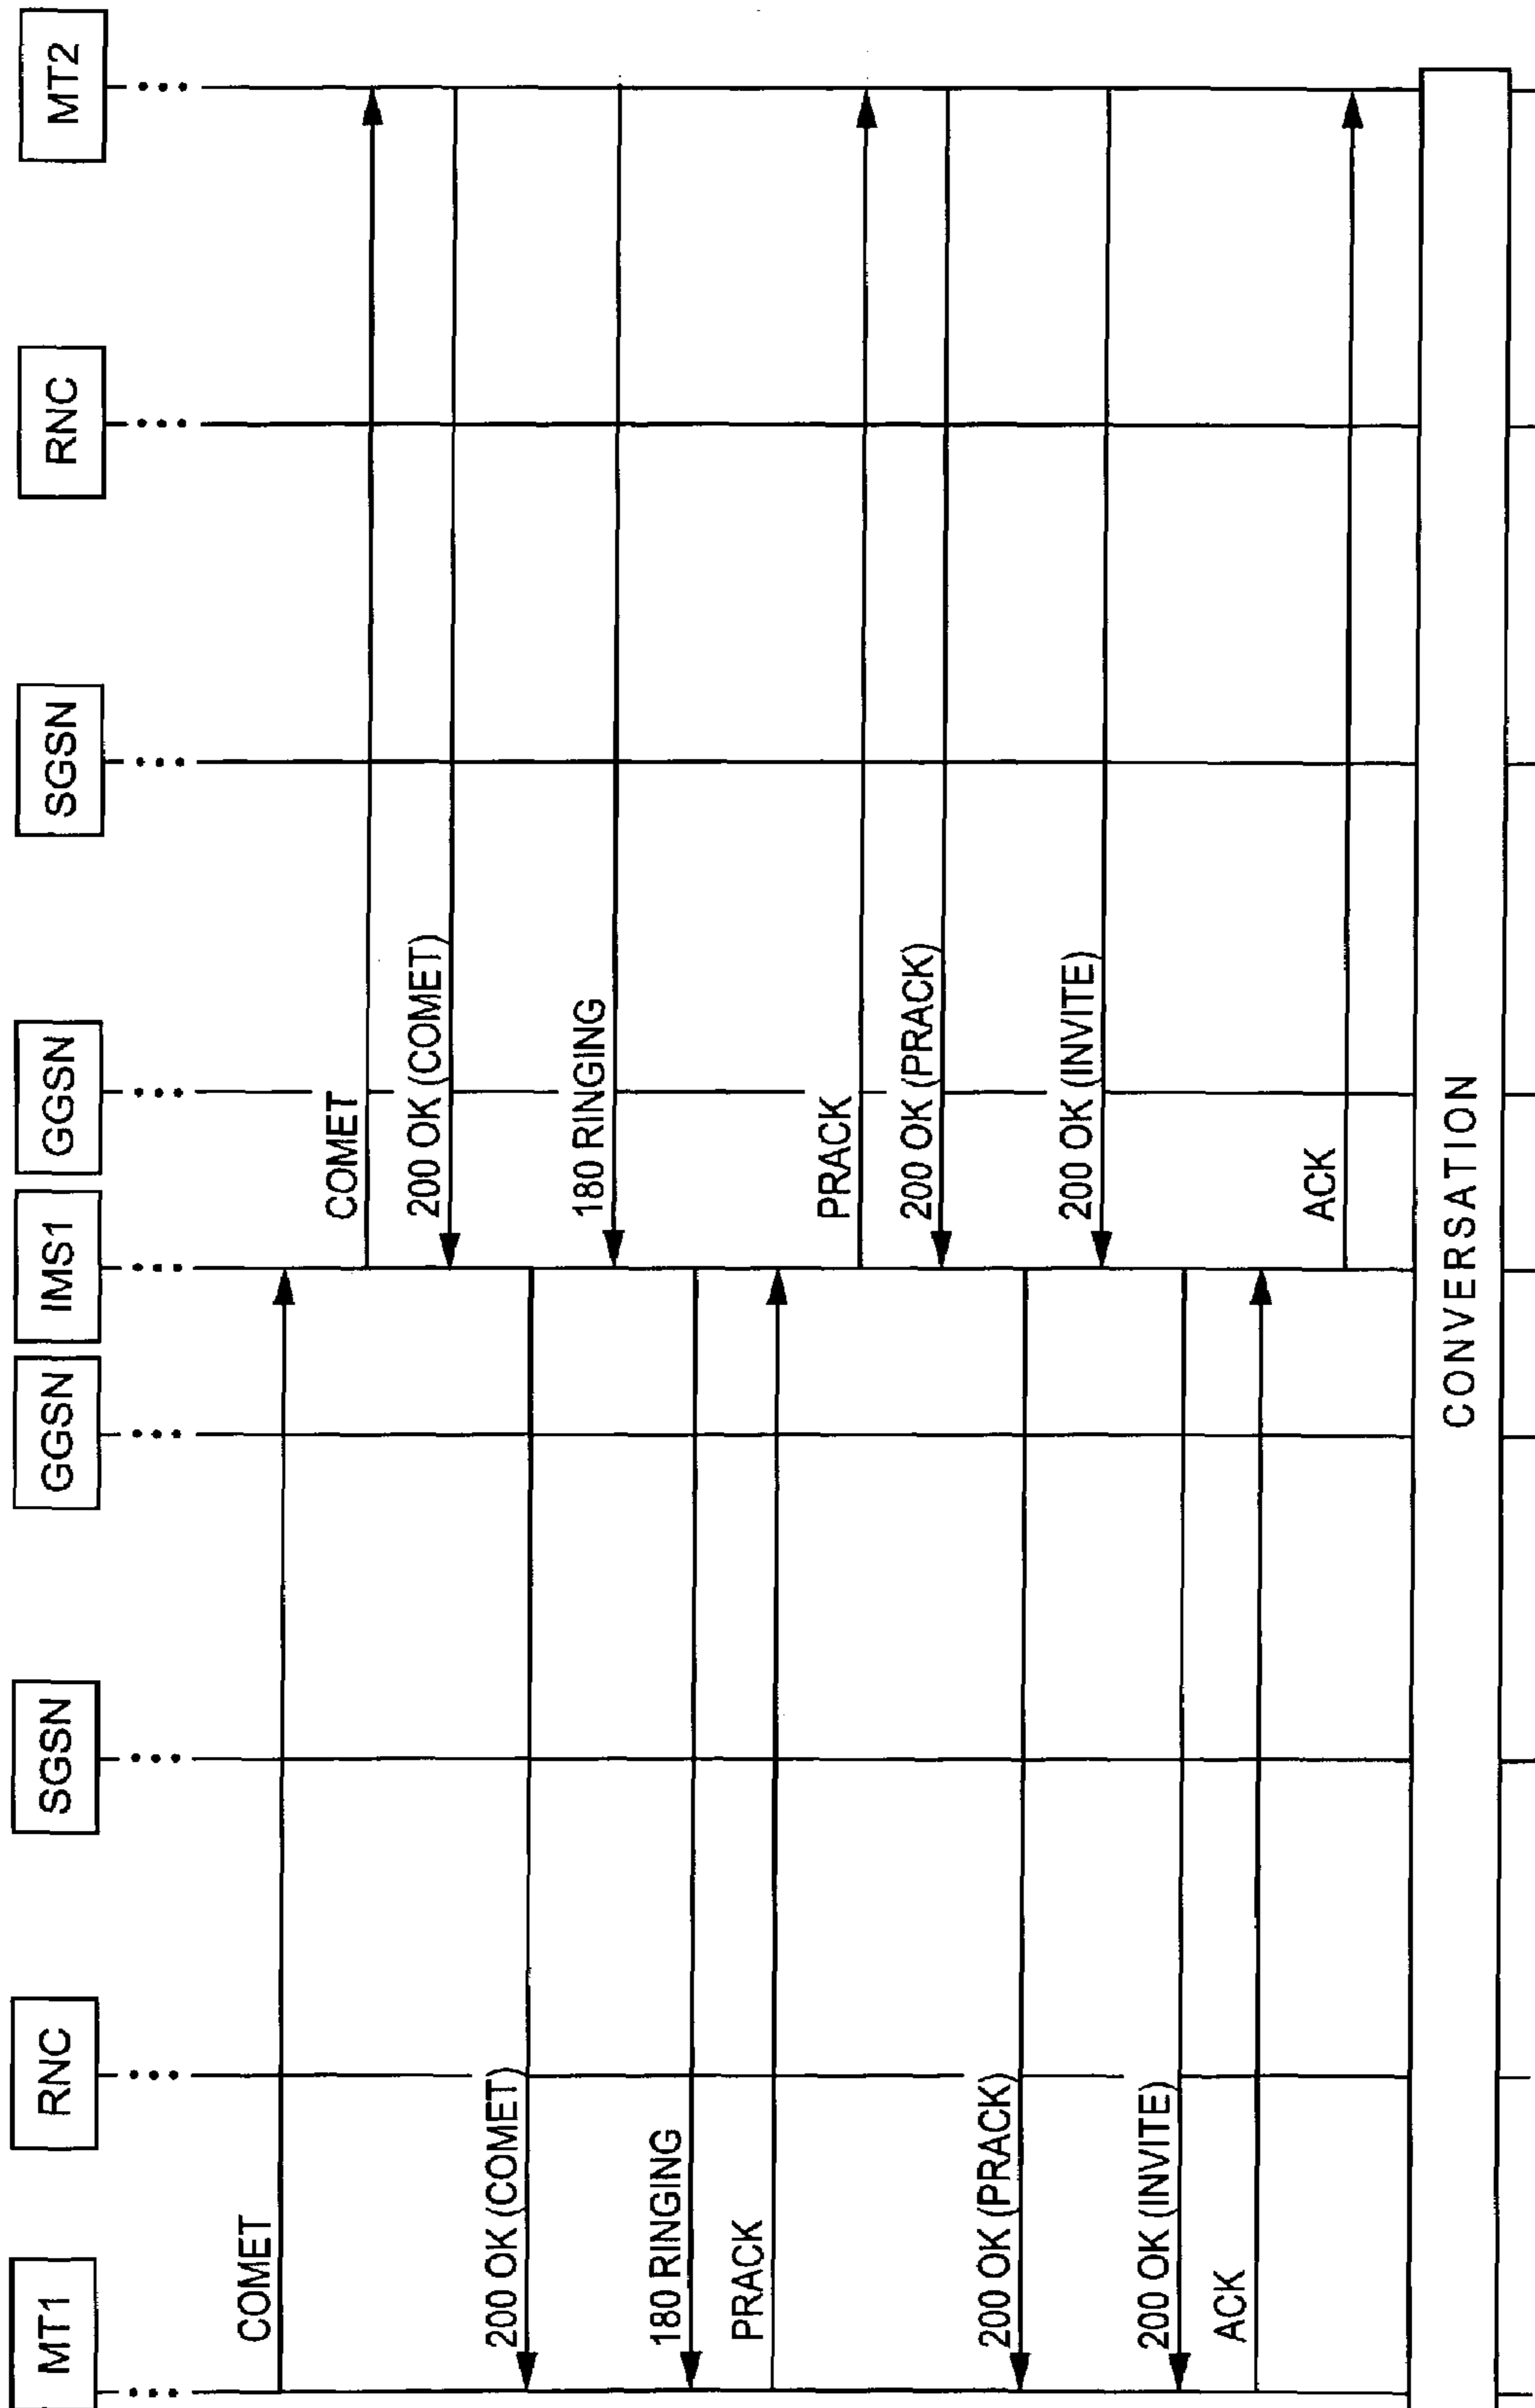 MT1
RNC
SGSN
GGSN
IMS1
GGSN
SGSN
RNC
MT2
COMET
COMET
200 OK (COMET)
200 OK (COMET)
180 RINGING
180 RINGING
PRACK
PRACK
200 OK (PRACK)
200 OK (PRACK)
200 OK (INVITE)
200 OK (INVITE)
ACK
ACK
CONVERSATION